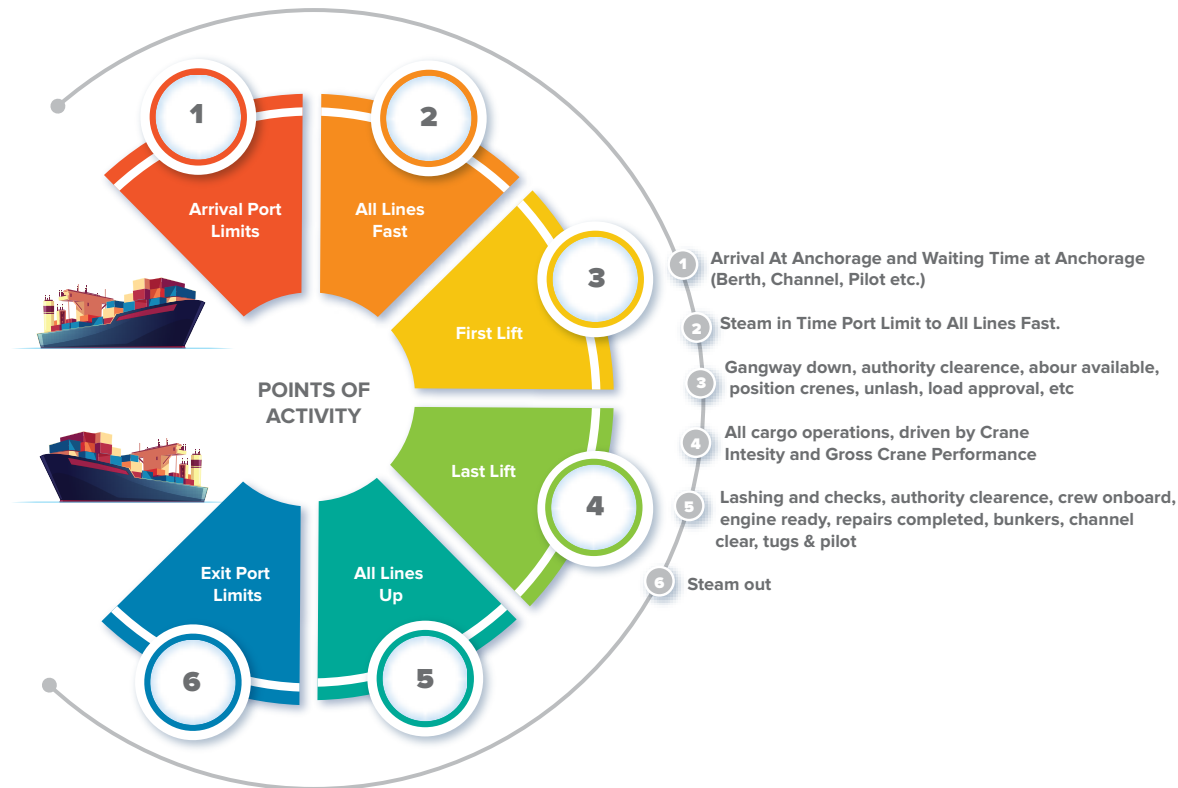 1
Arrival Port
Limits
2
All Lines
Fast
3
First Lift
4
Last Lift
5
All Lines
Up
6
Exit Port
Limits
POINTS OF
ACTIVITY
1
Arrival At Anchorage and Waiting Time at Anchorage
(Berth, Channel, Pilot etc.)
2
Steam in Time Port Limit to All Lines Fast.
3
Gangway down, authority clearence, abour available,
position crenes, unlash, load approval, etc
4
All cargo operations, driven by Crane
Intesity and Gross Crane Performance
5
Lashing and checks, authority clearence, crew onboard,
engine ready, repairs completed, bunkers, channel
clear, tugs & pilot
6
Steam out